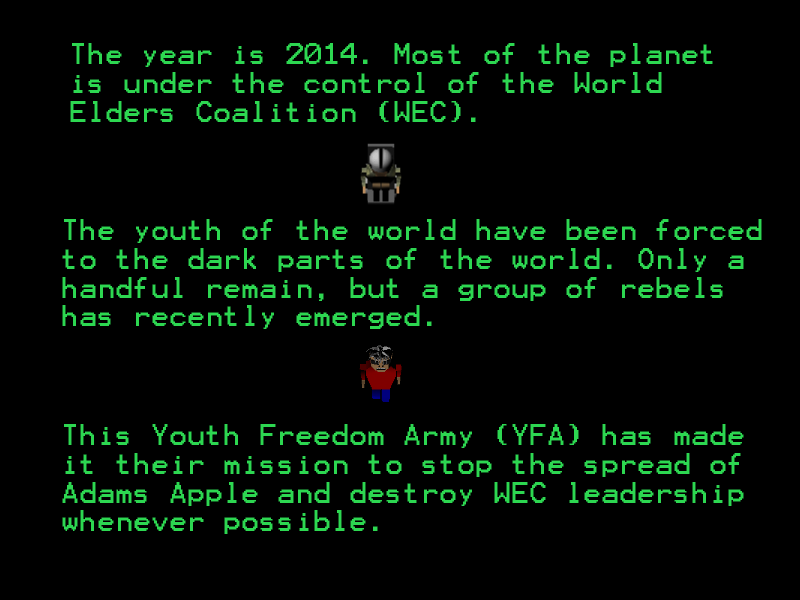 The year is 2014. Most of the planet
is under the control of the World
Elders Coalition (WEC).
The youth of the world have been forced
to the dark parts of the world. Only a
handful remain, but a group of rebels
has recently emerged.
This Youth Freedom Army (YFA) has made
it their mission to stop the spread of
Adams Apple and destroy WEC leadership
whenever possible.